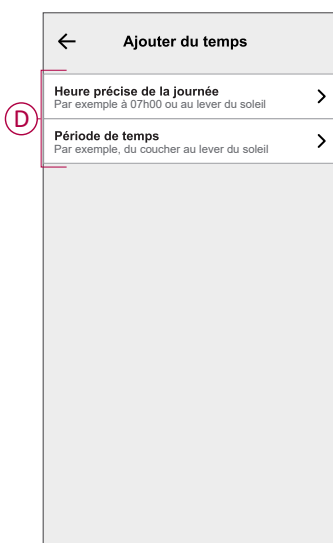 Ajouter du temps
Heure précise de la journée
Par exemple à 07h00 ou au lever du soleil
D
Période de temps
Par exemple, du coucher au lever du soleil